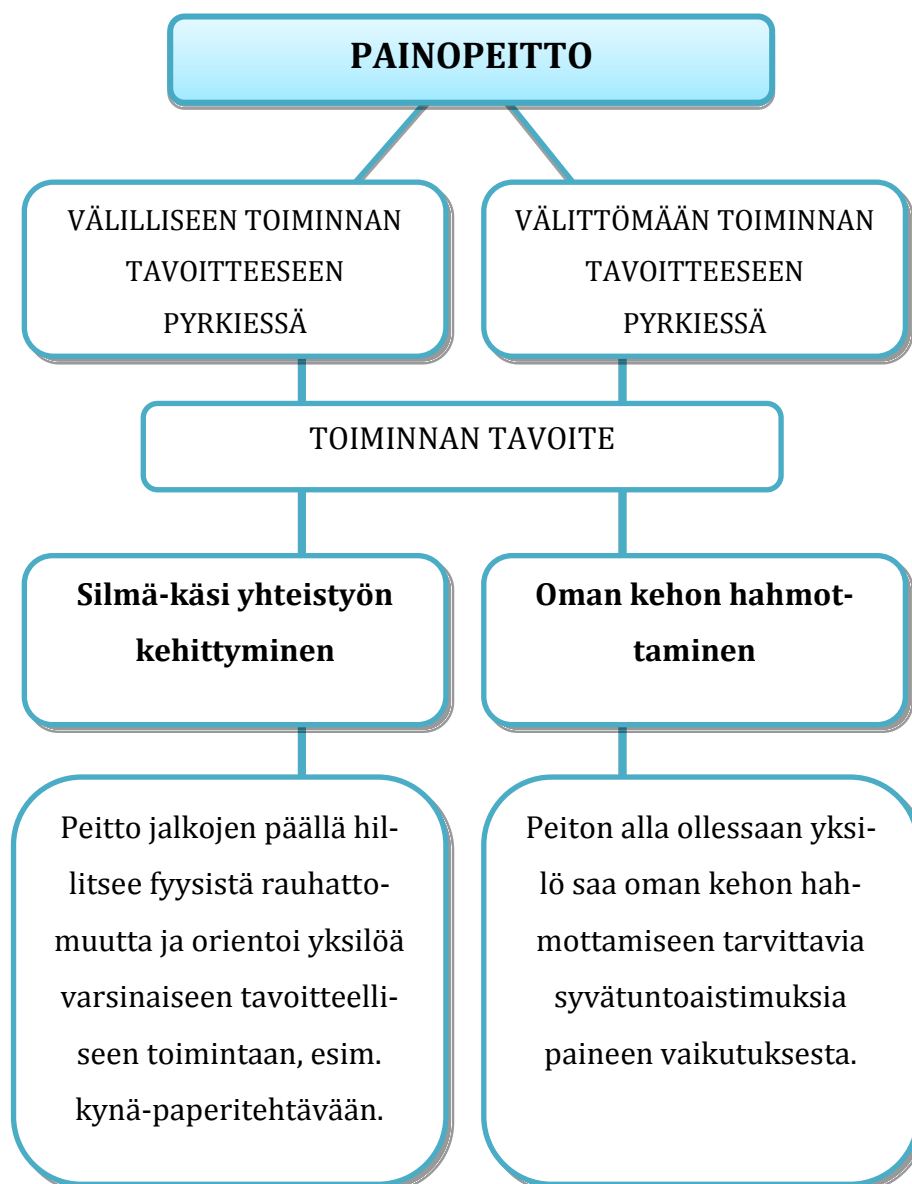 PAINOPEITTO
VÄLILLISEEN TOIMINNAN
TAVOITTEESEEN
PYRKIESSÄ
VÄLITTÖMÄÄN TOIMINNAN
TAVOITTEESEEN
PYRKIESSÄ
TOIMINNAN TAVOITE
Silmä-käsi yhteistyön
kehittyminen
Oman kehon hahmot-
taminen
Peitto jalkojen päällä hil-
litsee fyysistä rauhatto-
muutta ja orientoi yksilöä
varsinaiseen tavoitteelli-
seen toimintaan, esim.
kynä-paperitehtävään.
Peiton alla ollessaan yksi-
lö saa oman kehon hah-
mottamiseen tarvittavia
syvätuntoaistimuksia
paineen vaikutuksesta.